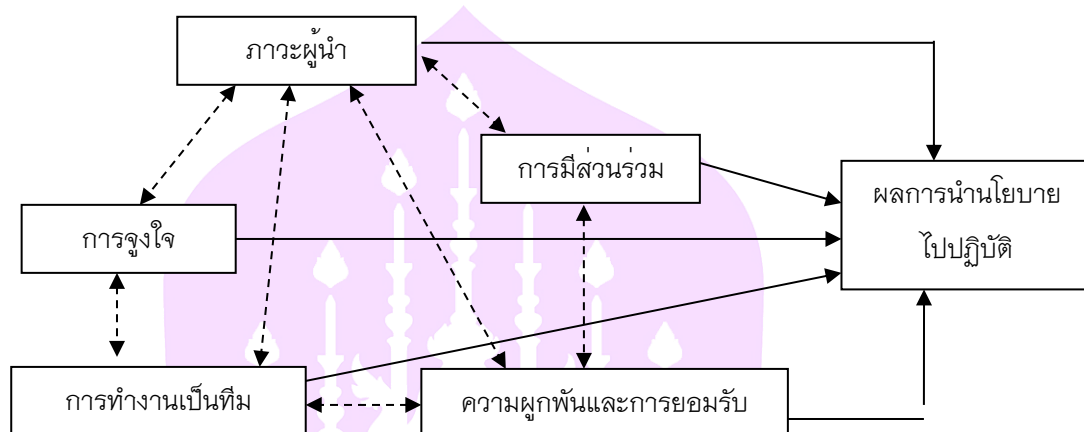 ภาวะผู้นำ
การมีส่วนร่วม
ผลการนำนโยบาย
ไปปฏิบัติ
การจูงใจ
การทำงานเป็นทีม
ความผูกพันและการยอมรับ